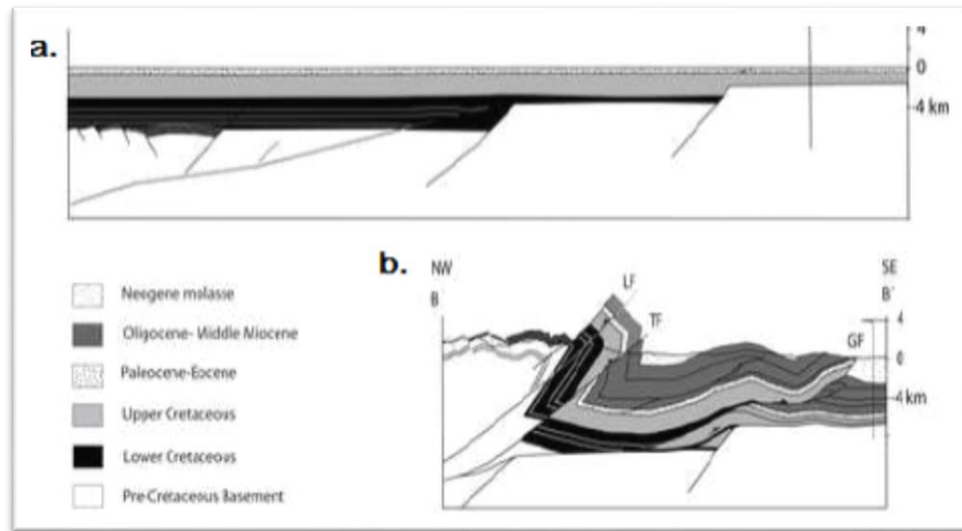 a.
4
0
-4 km
b.
NW
SE
B
B'
LF
TF
GF
4
0
-4 km
Neogene molasse
Oligocene- Middle Miocene
Paleocene-Eocene
Upper Cretaceous
Lower Cretaceous
Pre-Cretaceous Basement